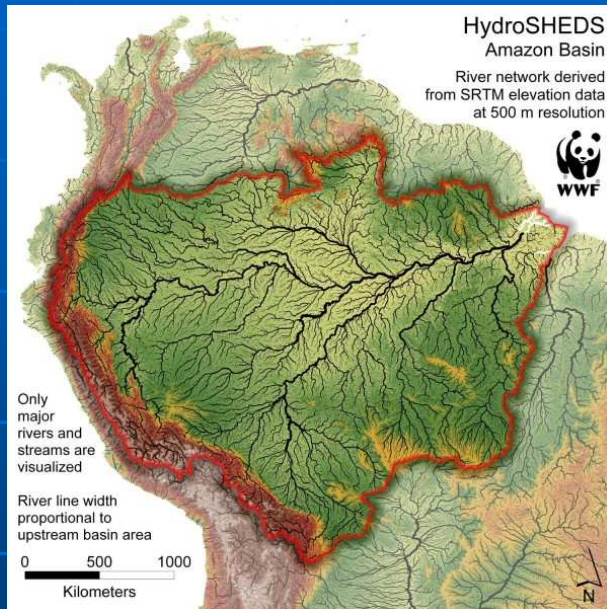 HydroSHEDS
Amazon Basin
River network derived
from SRTM elevation data
at 500 m resolution
WWF
Only
major
rivers and
streams are
visualized
River line width
proportional to
upstream basin area
0 500 1000
Kilometers
N